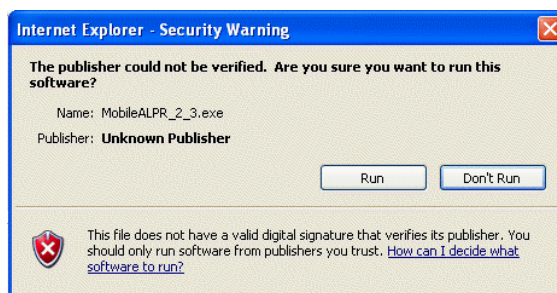 Internet Explorer - Security Warning
The publisher could not be verified. Are you sure you want to run this
software?
Name: MobileALPR_2_3.exe
Publisher: Unknown Publisher
Run Don't Run
This file does not have a valid digital signature that verifies its publisher. You
should only run software from publishers you trust. How can I decide what
software to run?